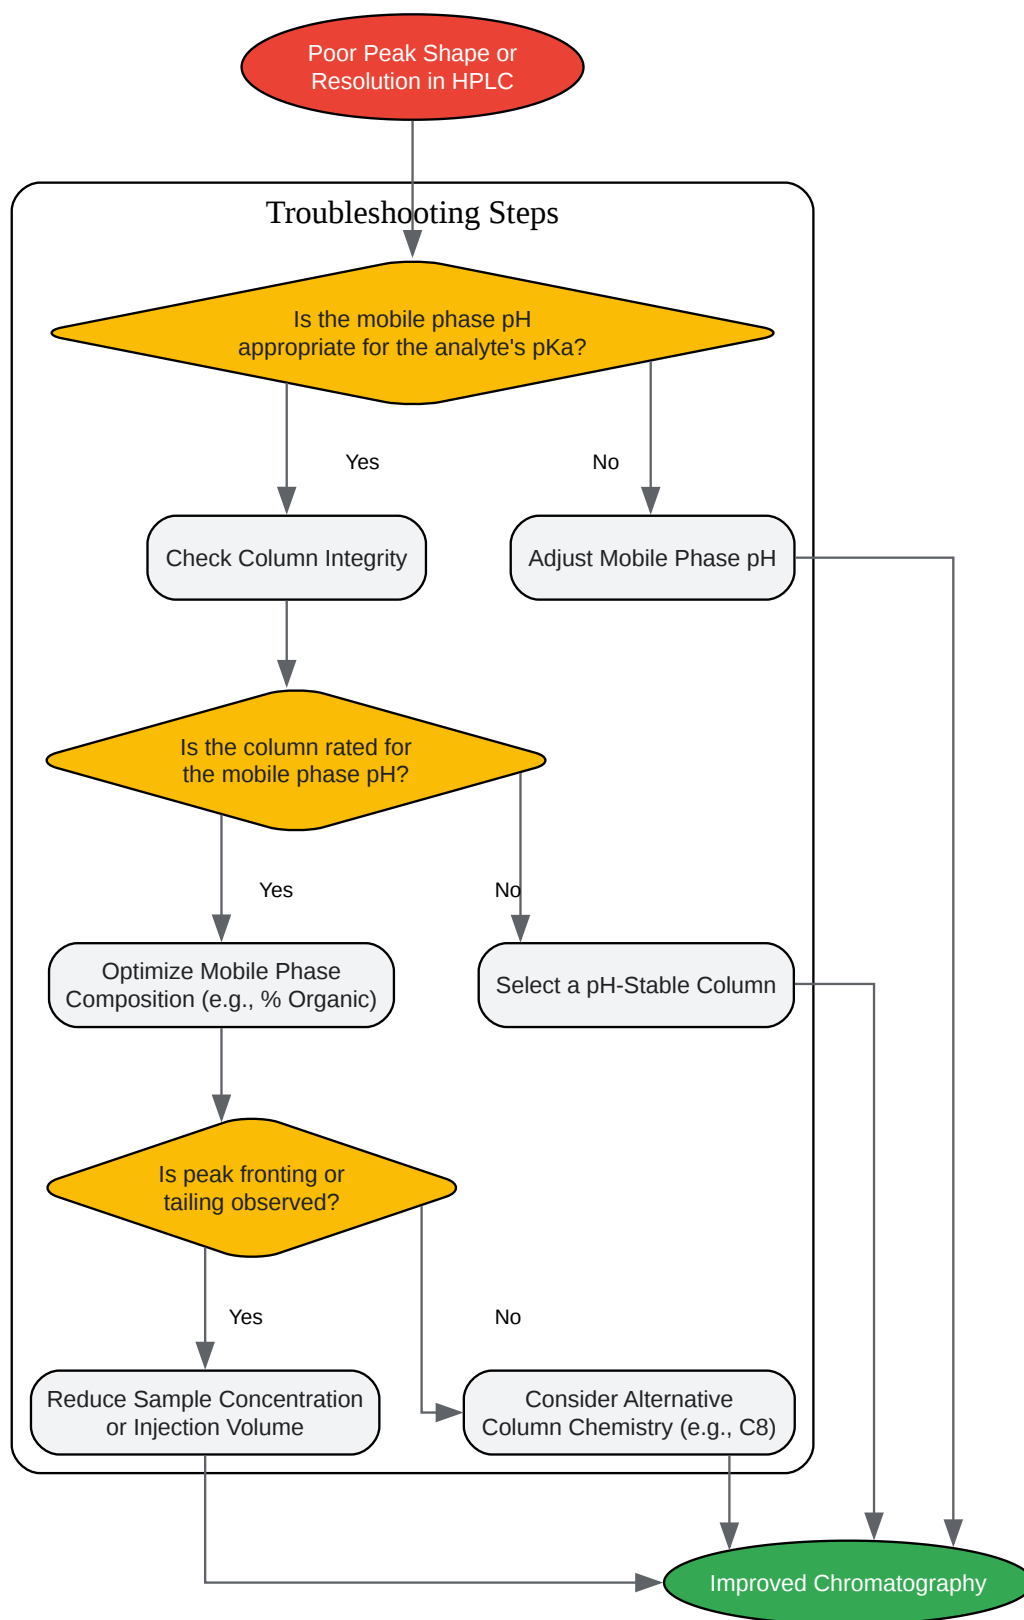 Poor Peak Shape or
Resolution in HPLC
Troubleshooting Steps
Is the mobile phase pH
appropriate for the analyte's pKa?
Yes
No
Check Column Integrity
Adjust Mobile Phase pH
Is the column rated for
the mobile phase pH?
Yes
No
Optimize Mobile Phase
Composition (e.g., % Organic)
Select a pH-Stable Column
Is peak fronting or
tailing observed?
Yes
No
Reduce Sample Concentration
or Injection Volume
Consider Alternative
Column Chemistry (e.g., C8)
Improved Chromatography